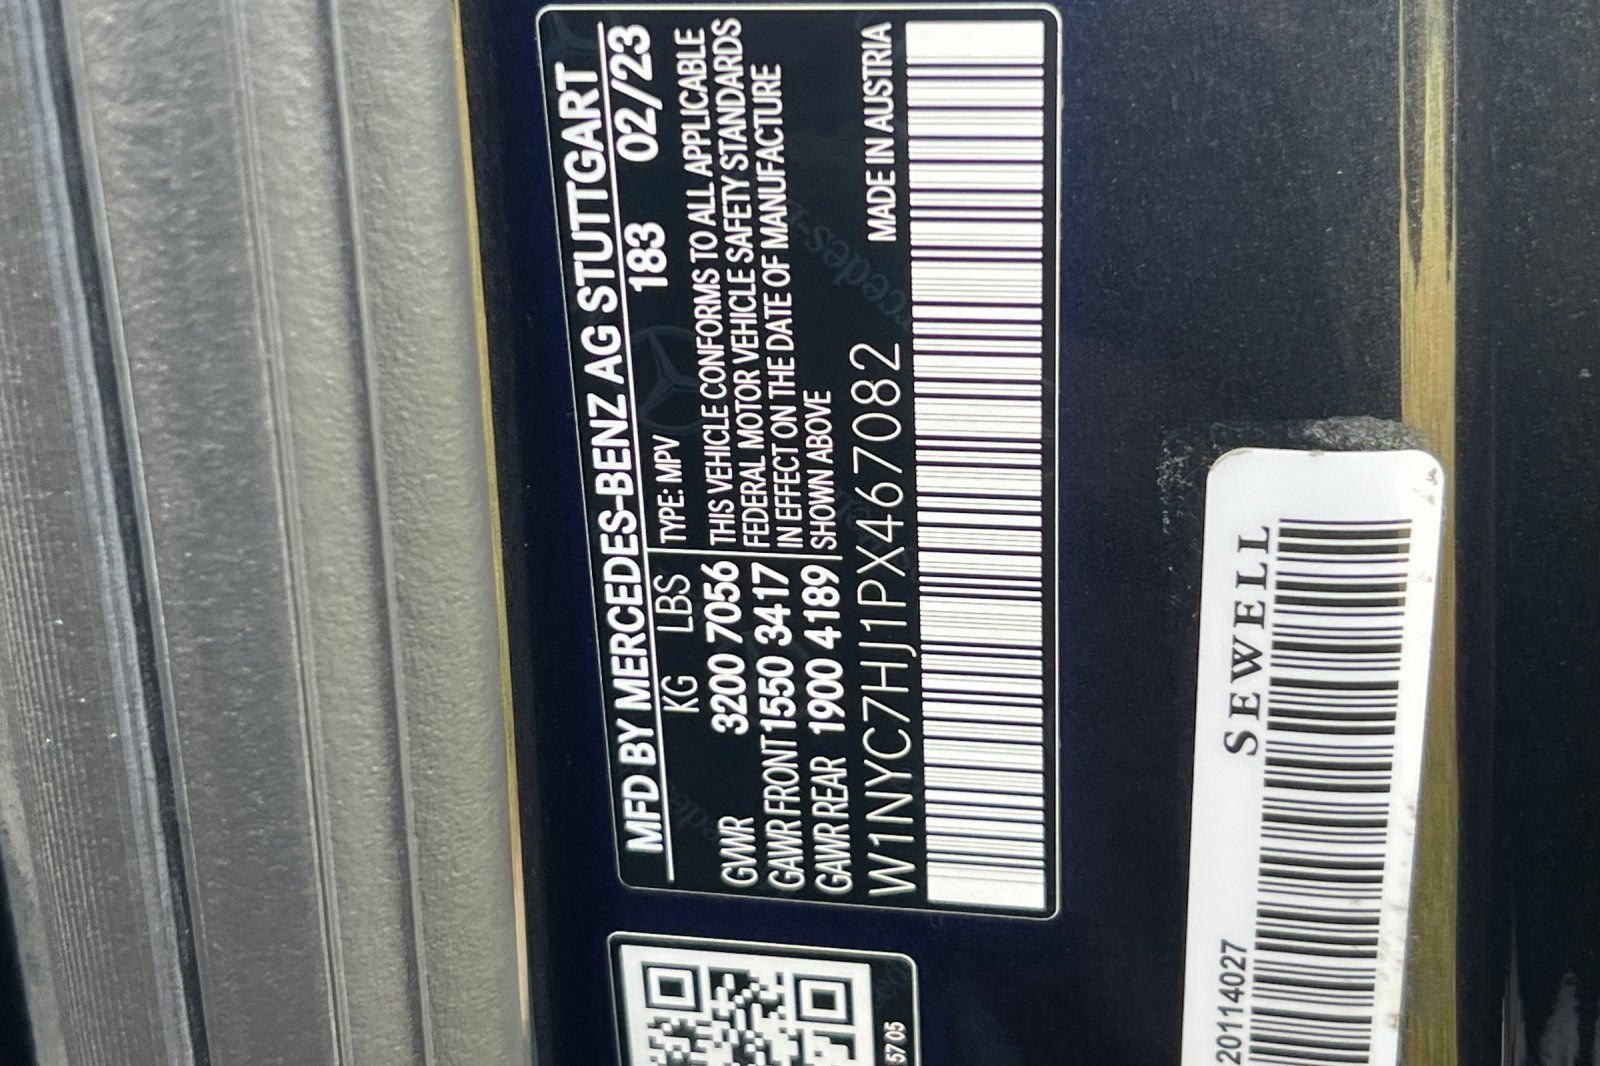 MFD BY MERCEDES-BENZ AG STUTTGART
KG LBS TYPE: MPV 183 02/23
GVWR 3200 7056 THIS VEHICLE CONFORMS TO ALL APPLICABLE
GAWR FRONT 1550 3417 FEDERAL MOTOR VEHICLE SAFETY STANDARDS
IN EFFECT ON THE DATE OF MANUFACTURE
GAWR REAR 1900 4189 SHOWN ABOVE
W1NYC7HJ1PX467082 MADE IN AUSTRIA
5705
SEWELL
20114027